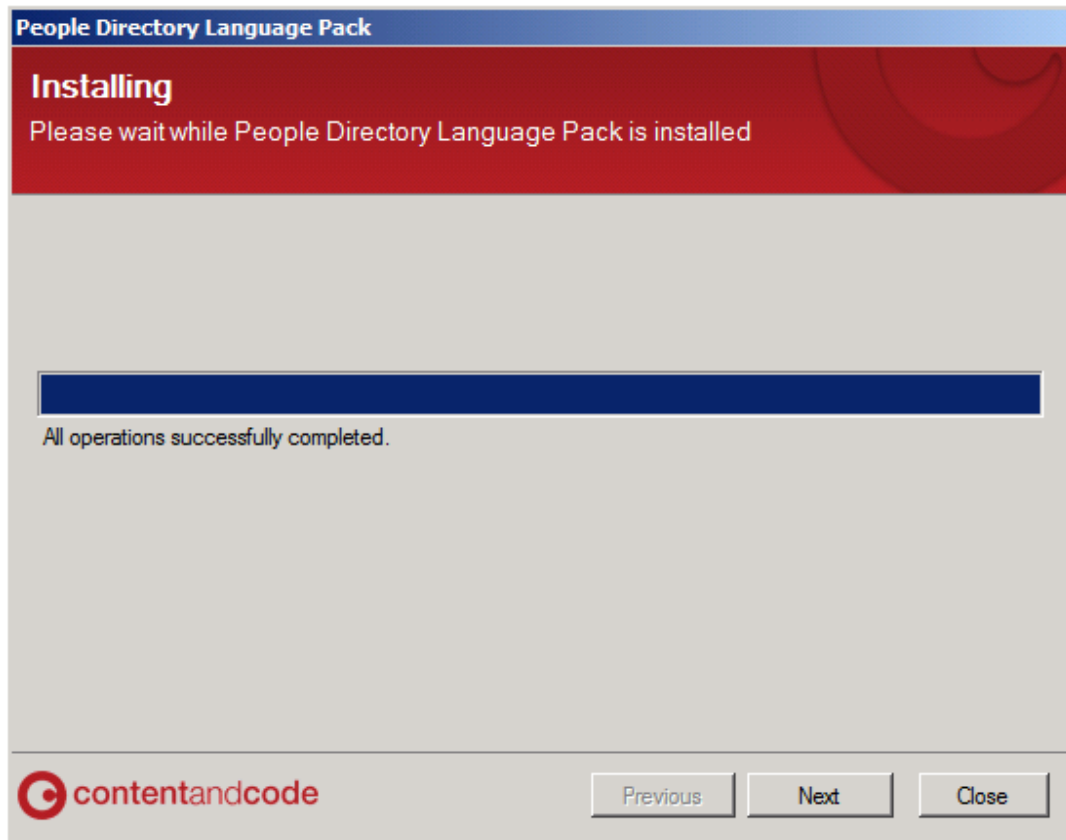 People Directory Language Pack
Installing
Please wait while People Directory Language Pack is installed
All operations successfully completed.
contentandcode
Previous
Next
Close